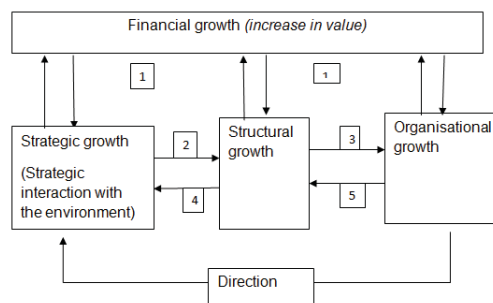 Financial growth (increase in value)
1
1
Strategic growth
(Strategic
interaction with
the environment)
2
4
Structural
growth
3
5
Organisational
growth
Direction